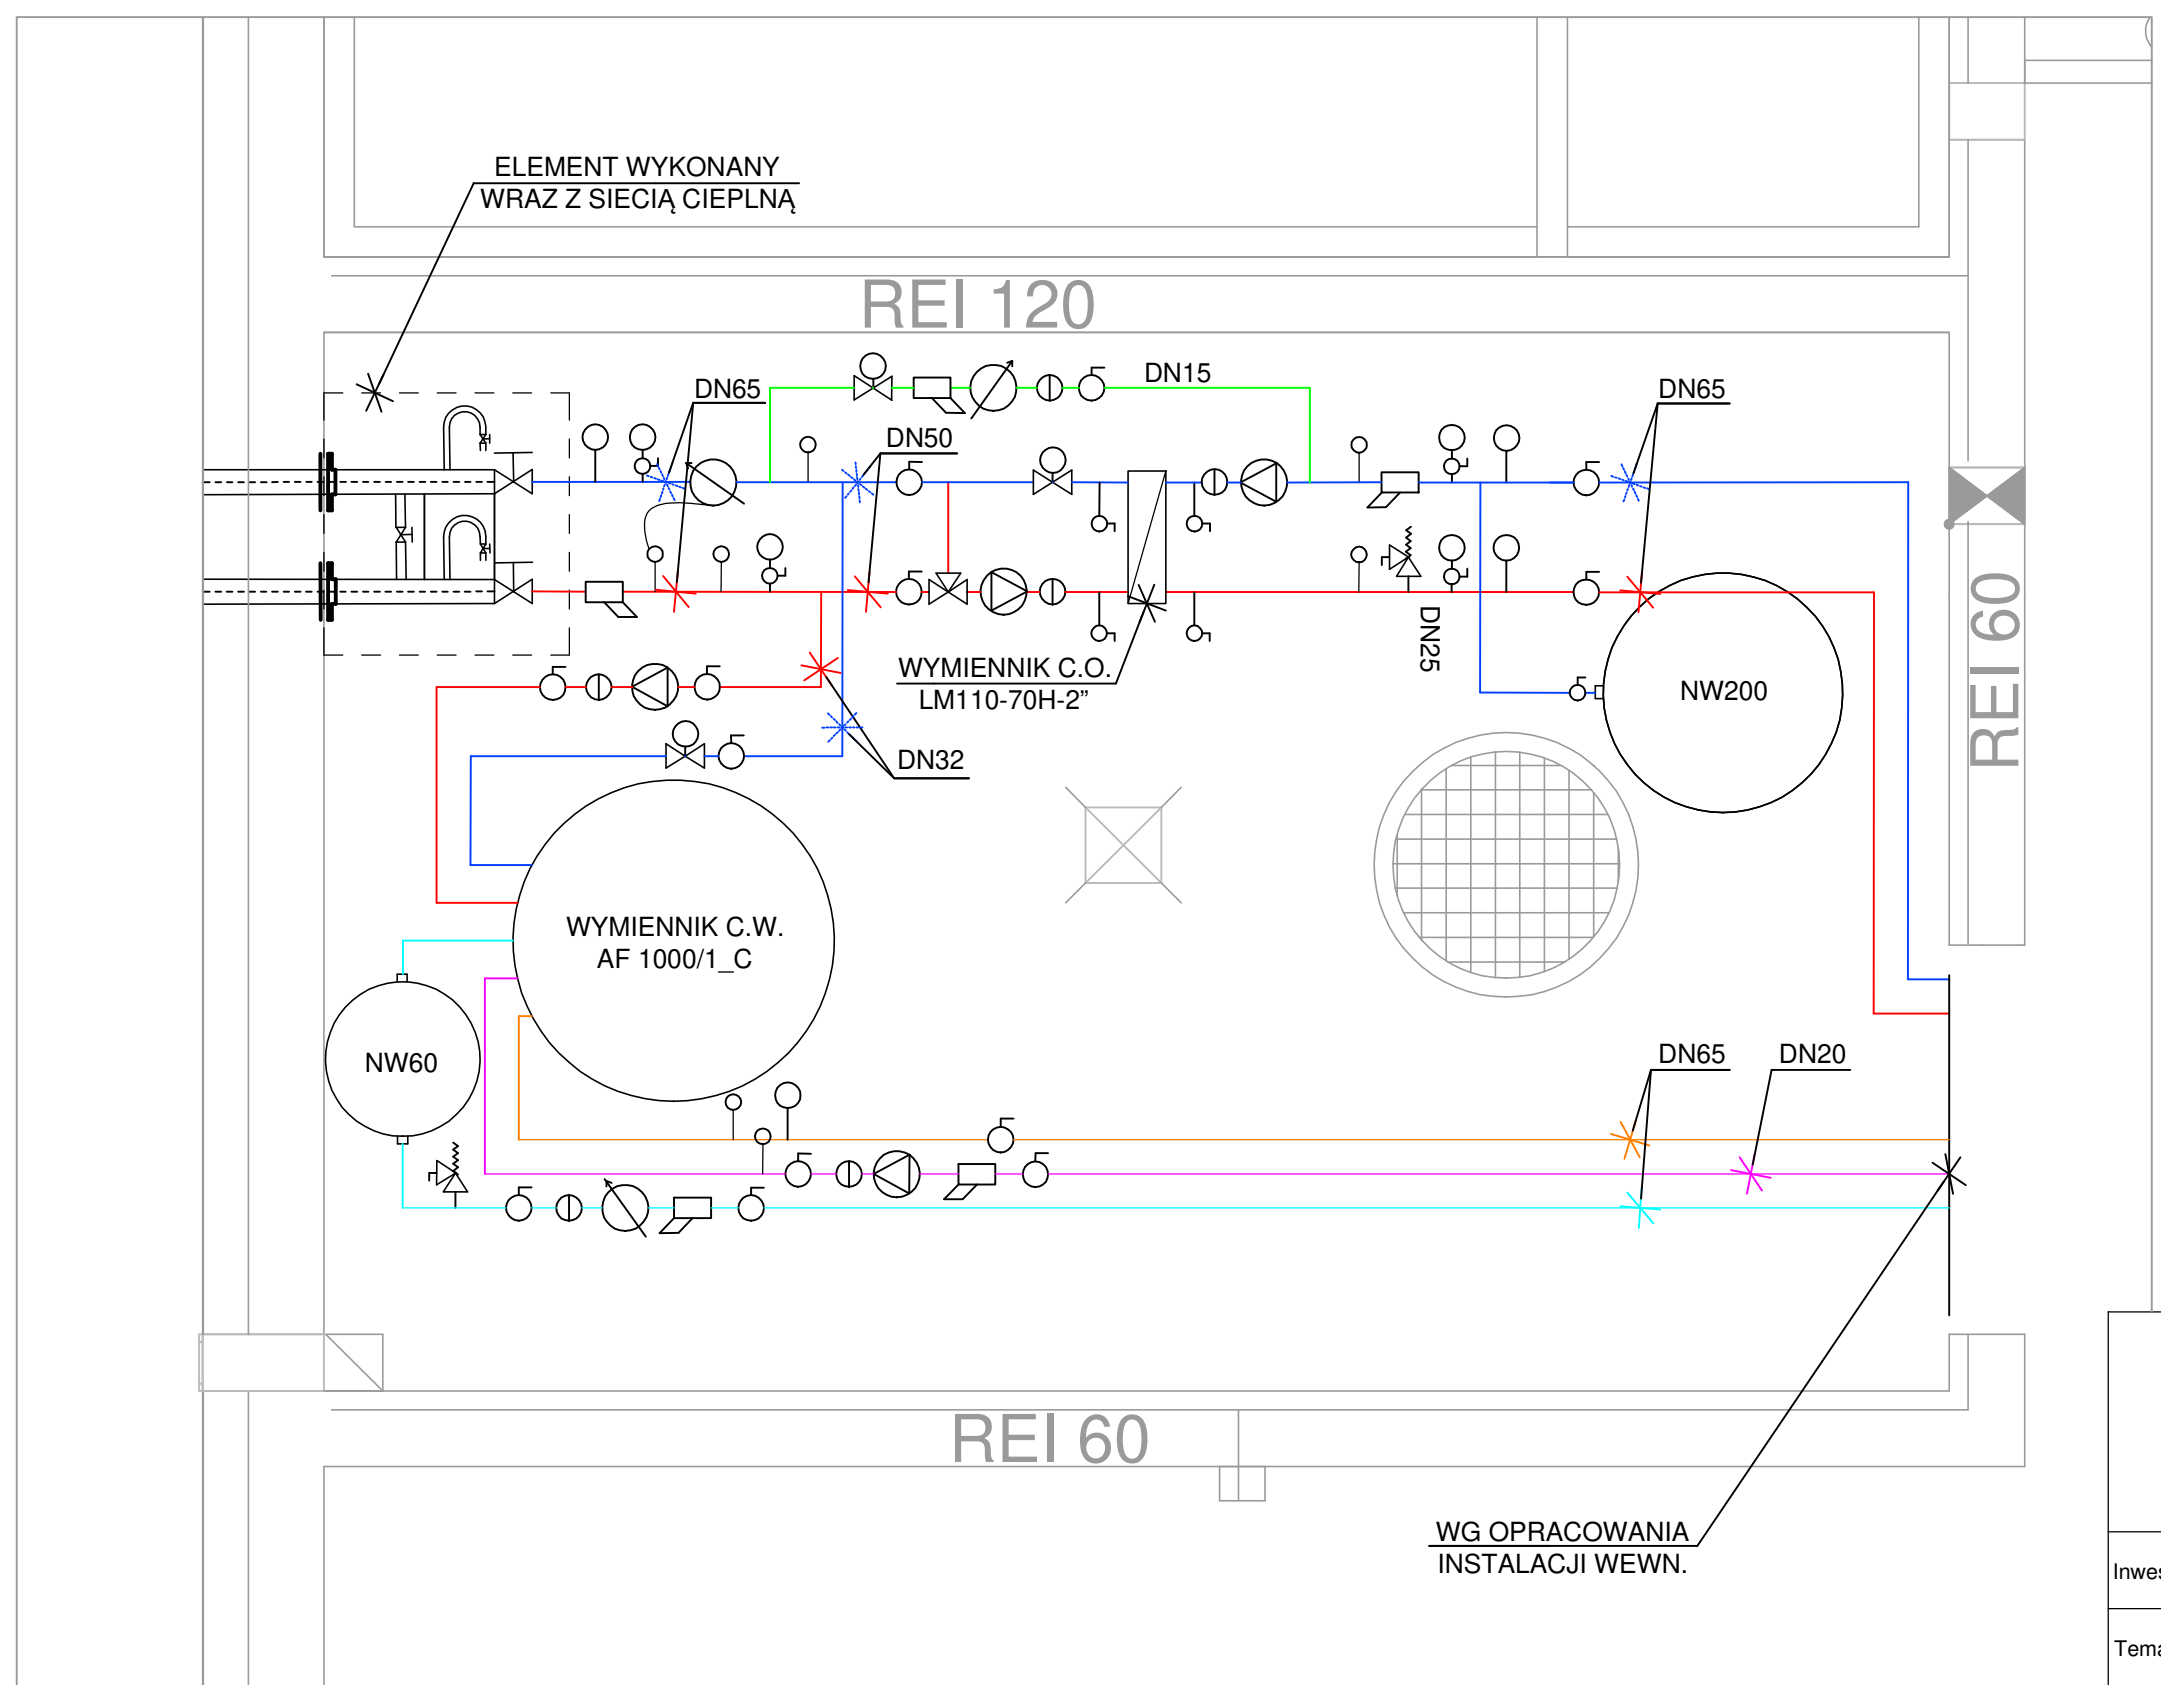 ELEMENT WYKONANY
WRAZ Z SIECIĄ CIEPLNĄ
REI 120
DN65
DN15
DN65
DN50
REI 60
DN25
WYMIENNIK C.O.
LM110-70H-2”
NW200
DN32
WYMIENNIK C.W.
AF 1000/1_C
NW60
DN65
DN20
REI 60
WG OPRACOWANIA
INSTALACJI WEWN.